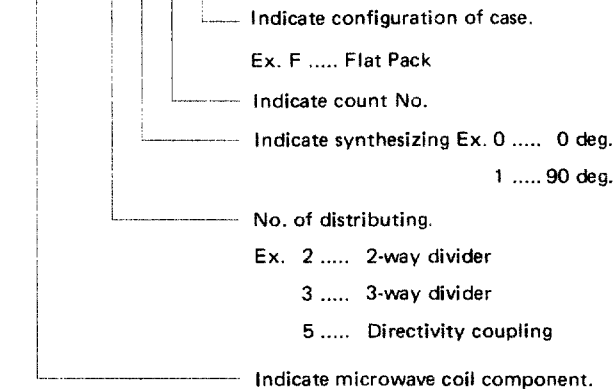 Indicate configuration of case.
Ex. F ..... Flat Pack
Indicate count No.
Indicate synthesizing Ex. 0 ..... 0 deg.
1 ..... 90 deg.
No. of distributing.
Ex. 2 ..... 2-way divider
3 ..... 3-way divider
5 ..... Directivity coupling
Indicate microwave coil component.